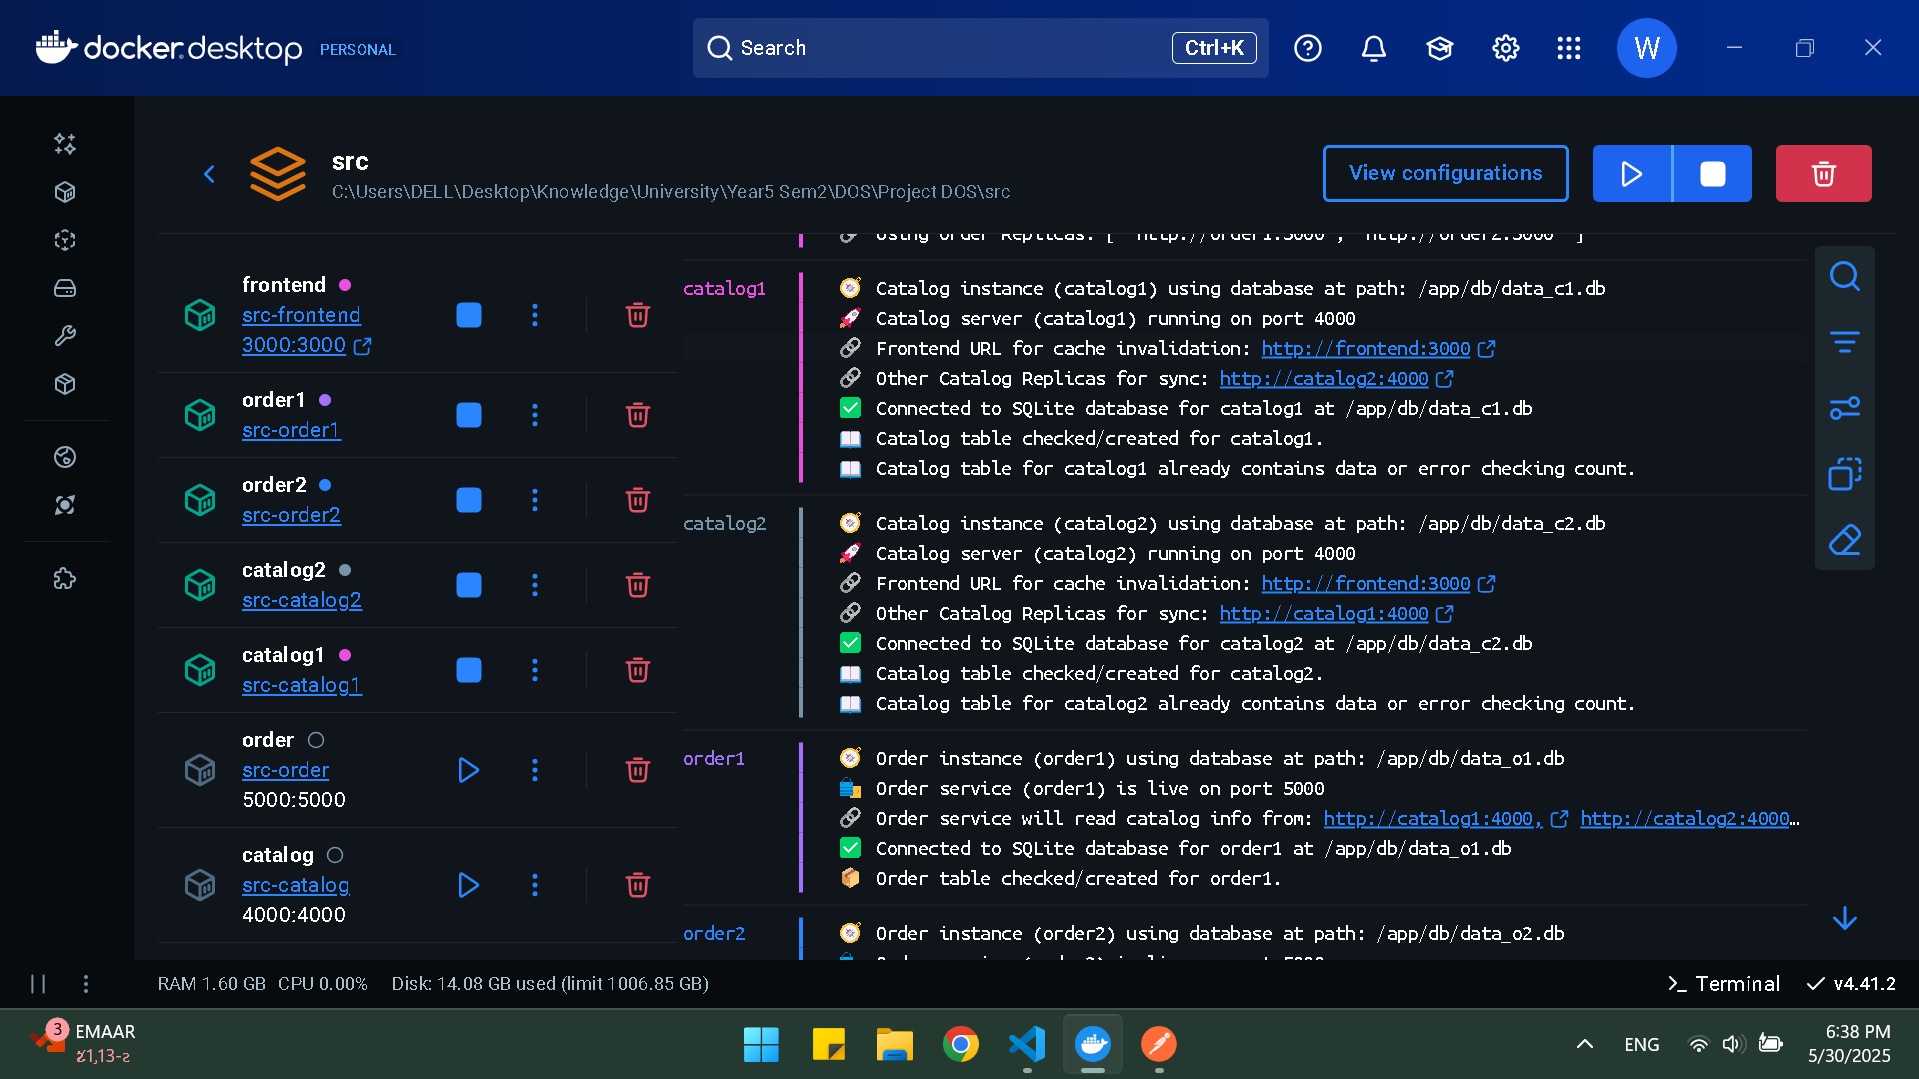 docker.desktop PERSONAL
Search
Ctrl+K
W
src
C:\Users\DELL\Desktop\Knowledge\University\Year5 Sem2\DOS\Project DOS\src
View configurations
frontend
src-frontend
3000:3000
order1
src-order1
order2
src-order2
catalog2
src-catalog2
catalog1
src-catalog1
order
src-order
5000:5000
catalog
src-catalog
4000:4000
Using Order Replicas: [ 'http://order1:5000', 'http://order2:5000' ]
catalog1
Catalog instance (catalog1) using database at path: /app/db/data_c1.db
Catalog server (catalog1) running on port 4000
Frontend URL for cache invalidation: http://frontend:3000
Other Catalog Replicas for sync: http://catalog2:4000
Connected to SQLite database for catalog1 at /app/db/data_c1.db
Catalog table checked/created for catalog1.
Catalog table for catalog1 already contains data or error checking count.
catalog2
Catalog instance (catalog2) using database at path: /app/db/data_c2.db
Catalog server (catalog2) running on port 4000
Frontend URL for cache invalidation: http://frontend:3000
Other Catalog Replicas for sync: http://catalog1:4000
Connected to SQLite database for catalog2 at /app/db/data_c2.db
Catalog table checked/created for catalog2.
Catalog table for catalog2 already contains data or error checking count.
order1
Order instance (order1) using database at path: /app/db/data_o1.db
Order service (order1) is live on port 5000
Order service will read catalog info from: http://catalog1:4000, http://catalog2:4000…
Connected to SQLite database for order1 at /app/db/data_o1.db
Order table checked/created for order1.
order2
Order instance (order2) using database at path: /app/db/data_o2.db
RAM 1.60 GB CPU 0.00% Disk: 14.08 GB used (limit 1006.85 GB)
Terminal
v4.41.2
3
EMAAR
ENG
6:38 PM
5/30/2025